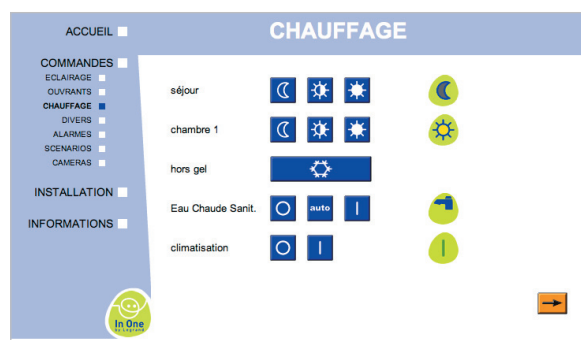 ACCUEIL
CHAUFFAGE
COMMANDES
ECLAIRAGE
OUVRANTS
CHAUFFAGE
DIVERS
ALARMES
SCENARIOS
CAMERAS
INSTALLATION
INFORMATIONS
séjour
chambre 1
hors gel
Eau Chaude Sanit.
auto
climatisation
In One
by Legrand